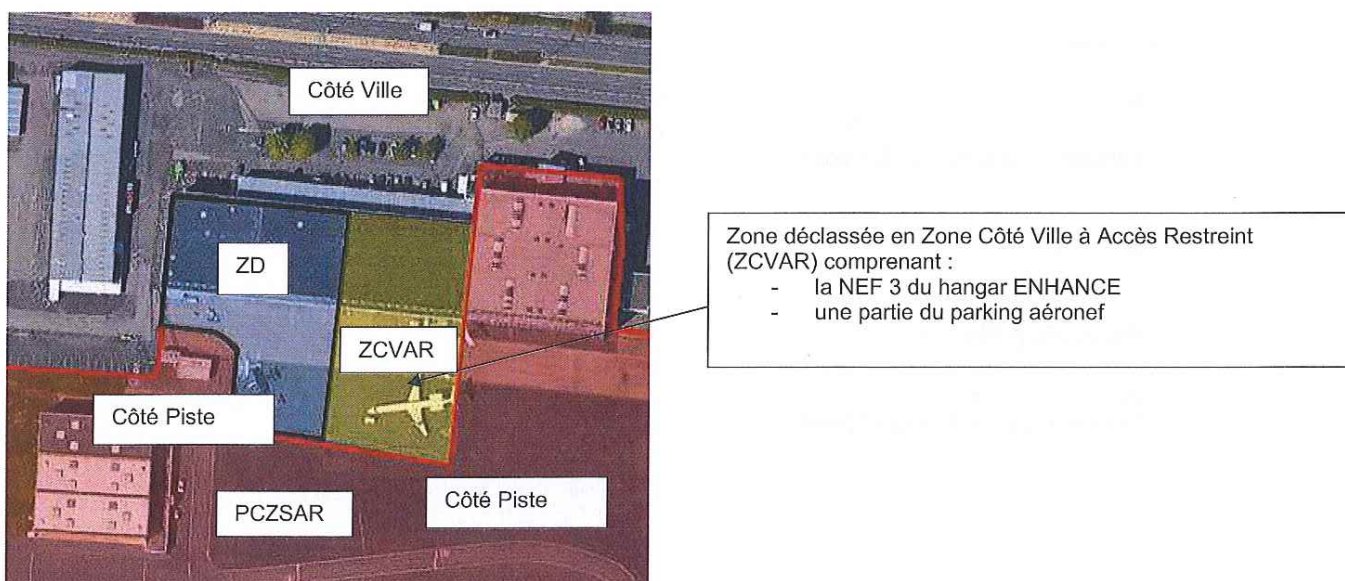 Côté Ville
ZD
ZCVAR
Côté Piste
PCZSAR
Côté Piste
Zone déclassée en Zone Côté Ville à Accès Restreint
(ZCVAR) comprenant :
- la NEF 3 du hangar ENHANCE
- une partie du parking aéronef